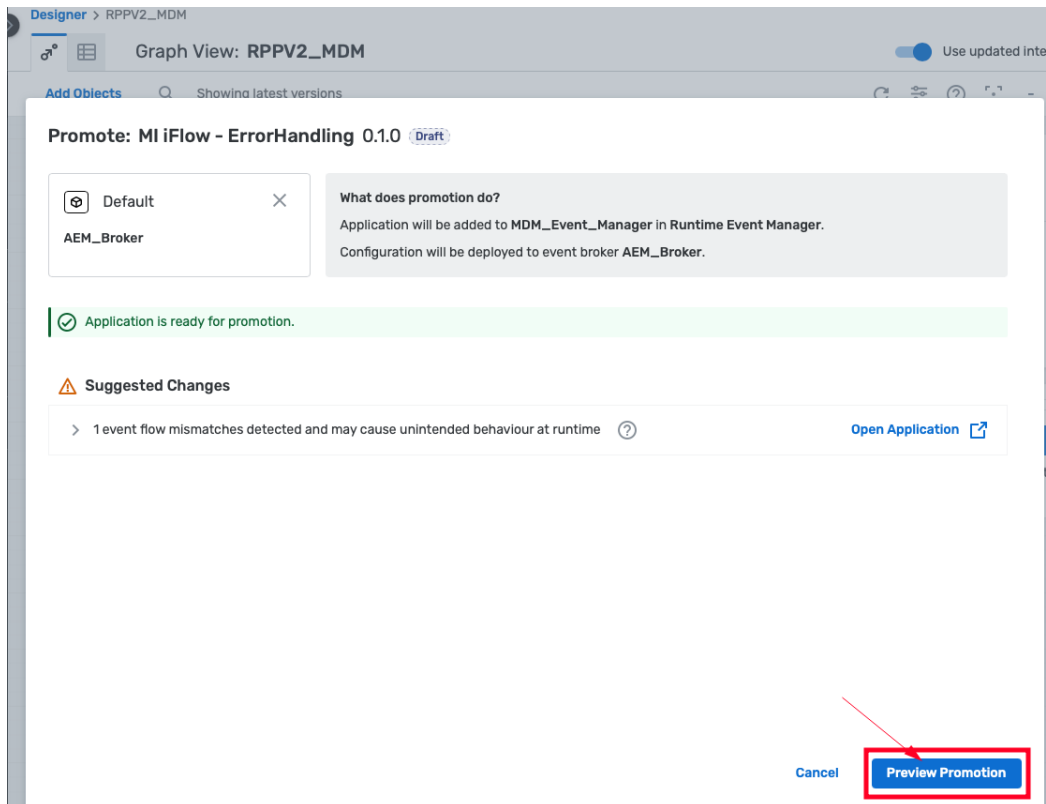 Designer > RPPV2_MDM
Graph View: RPPV2_MDM
Use updated inte
Add Objects
Showing latest versions
Promote: MI iFlow - ErrorHandling 0.1.0 Draft
Default
AEM_Broker
What does promotion do?
Application will be added to MDM_Event_Manager in Runtime Event Manager.
Configuration will be deployed to event broker AEM_Broker.
Application is ready for promotion.
Suggested Changes
1 event flow mismatches detected and may cause unintended behaviour at runtime
Open Application
Cancel
Preview Promotion